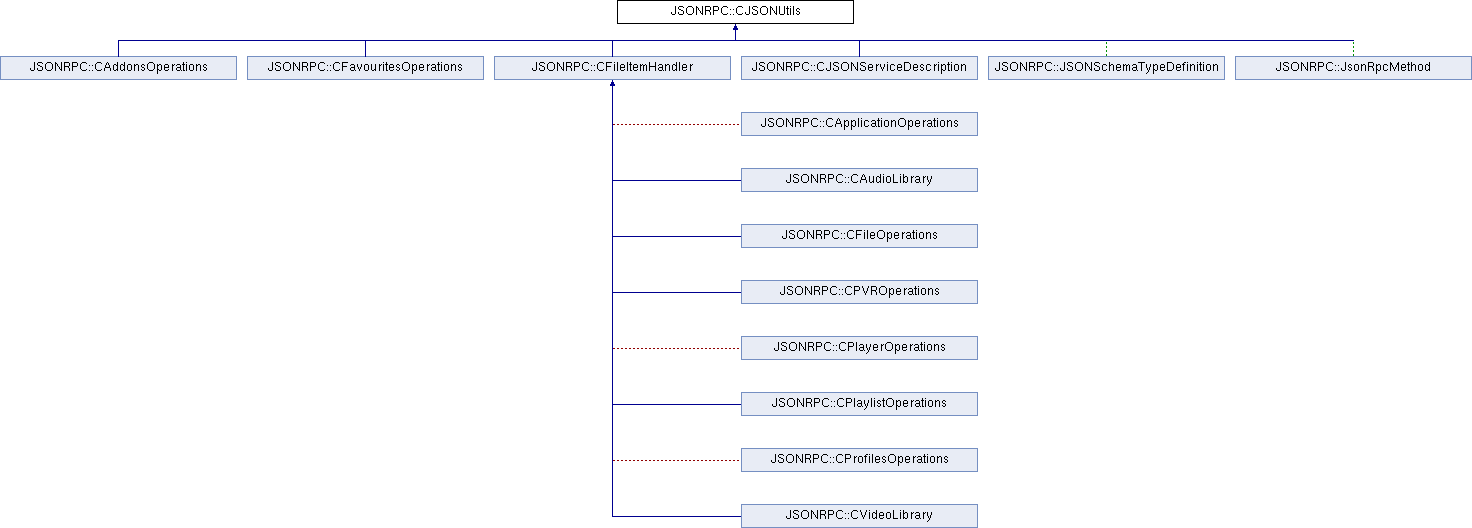 JSONRPC::CJSONUtils
JSONRPC::CAddonsOperations
JSONRPC::CFavouritesOperations
JSONRPC::CFileItemHandler
JSONRPC::CJSONServiceDescription
JSONRPC::JSONSchemaTypeDefinition
JSONRPC::JsonRpcMethod
JSONRPC::CApplicationOperations
JSONRPC::CAudioLibrary
JSONRPC::CFileOperations
JSONRPC::CPVROperations
JSONRPC::CPlayerOperations
JSONRPC::CPlaylistOperations
JSONRPC::CProfilesOperations
JSONRPC::CVideoLibrary